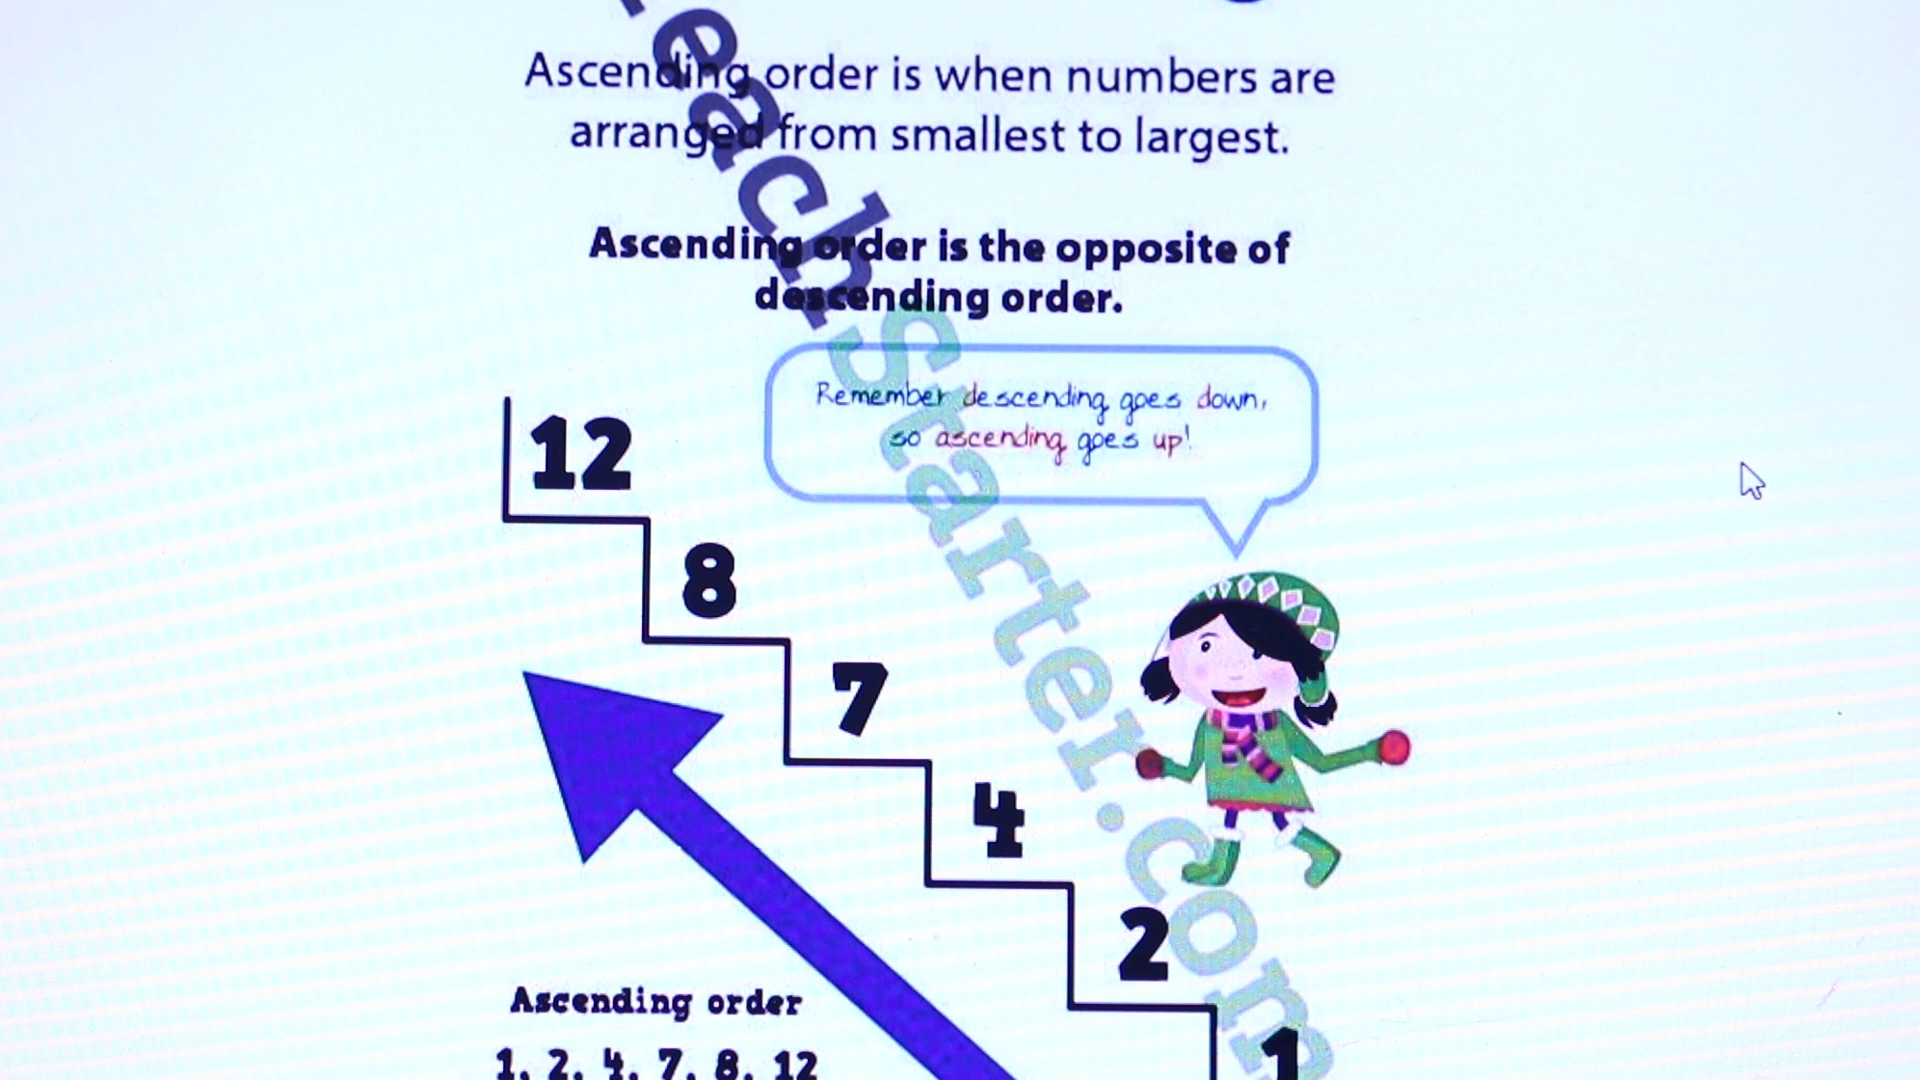 Ascending order is when numbers are
arranged from smallest to largest.
Ascending order is the opposite of
descending order.
Remember descending goes down,
so ascending goes up!
12
8
7
4
2
1
Ascending order
1, 2, 4, 7, 8, 12
TeachStarter.com